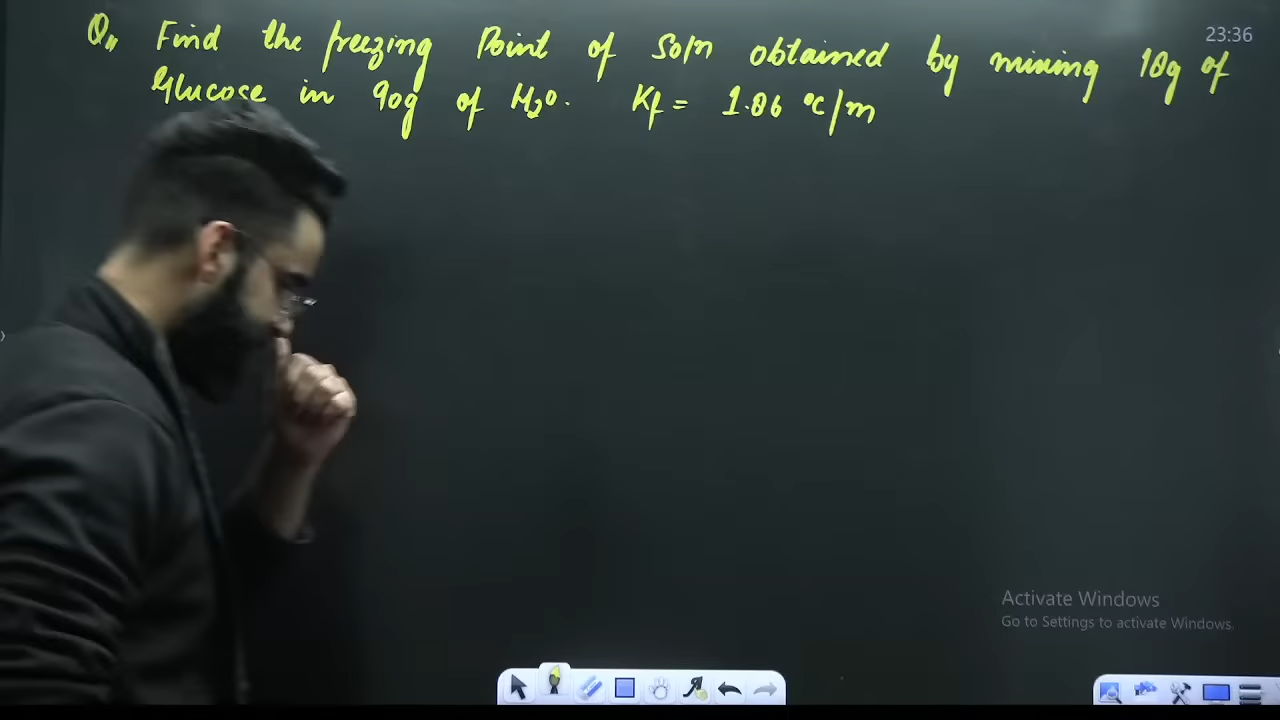 23:36
Q,, Find the freezing Point of Soln obtained by mixing 18g of
Glucose in 90g of H2O. Kf = 1.86 °C/m
Activate Windows
Go to Settings to activate Windows.